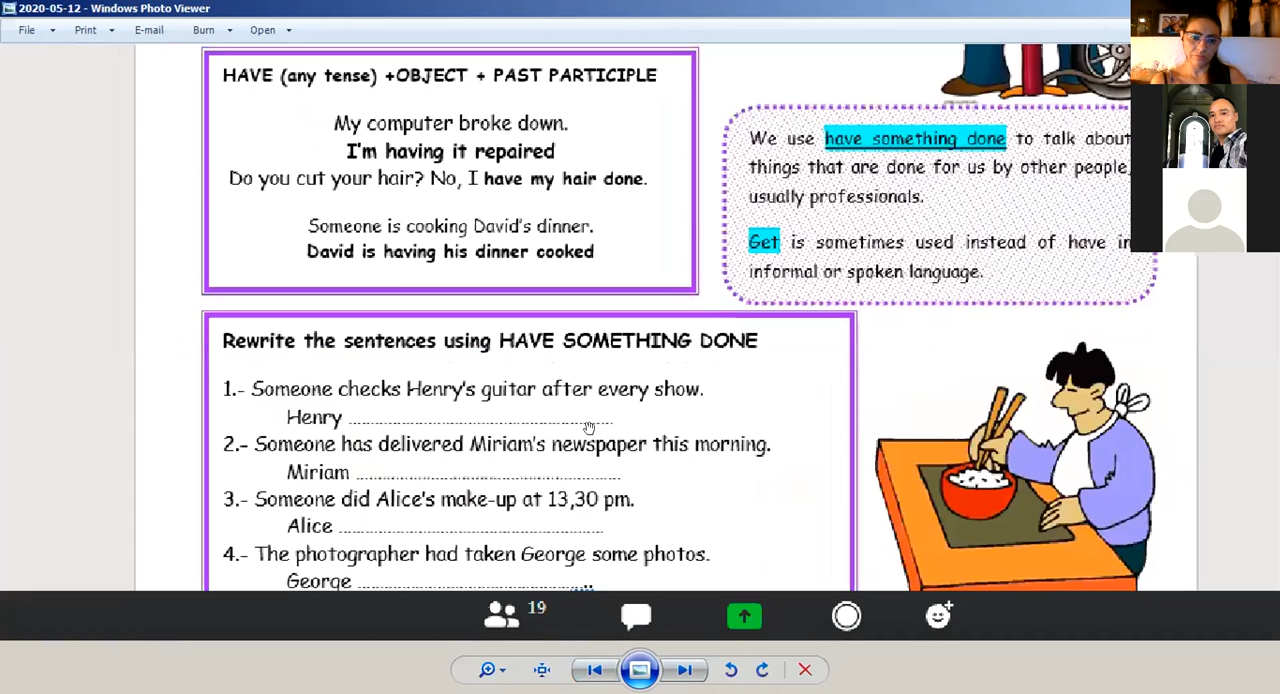 2020-05-12 - Windows Photo Viewer
File Print E-mail Burn Open
HAVE (any tense) +OBJECT + PAST PARTICIPLE
My computer broke down.
I'm having it repaired
Do you cut your hair? No, I have my hair done.
Someone is cooking David's dinner.
David is having his dinner cooked
We use have something done to talk about
things that are done for us by other people,
usually professionals.
Get is sometimes used instead of have in
informal or spoken language.
Rewrite the sentences using HAVE SOMETHING DONE
1.- Someone checks Henry's guitar after every show.
Henry ............................................................
2.- Someone has delivered Miriam's newspaper this morning.
Miriam ............................................................
3.- Someone did Alice's make-up at 13,30 pm.
Alice ............................................................
4.- The photographer had taken George some photos.
George ............................................................
19